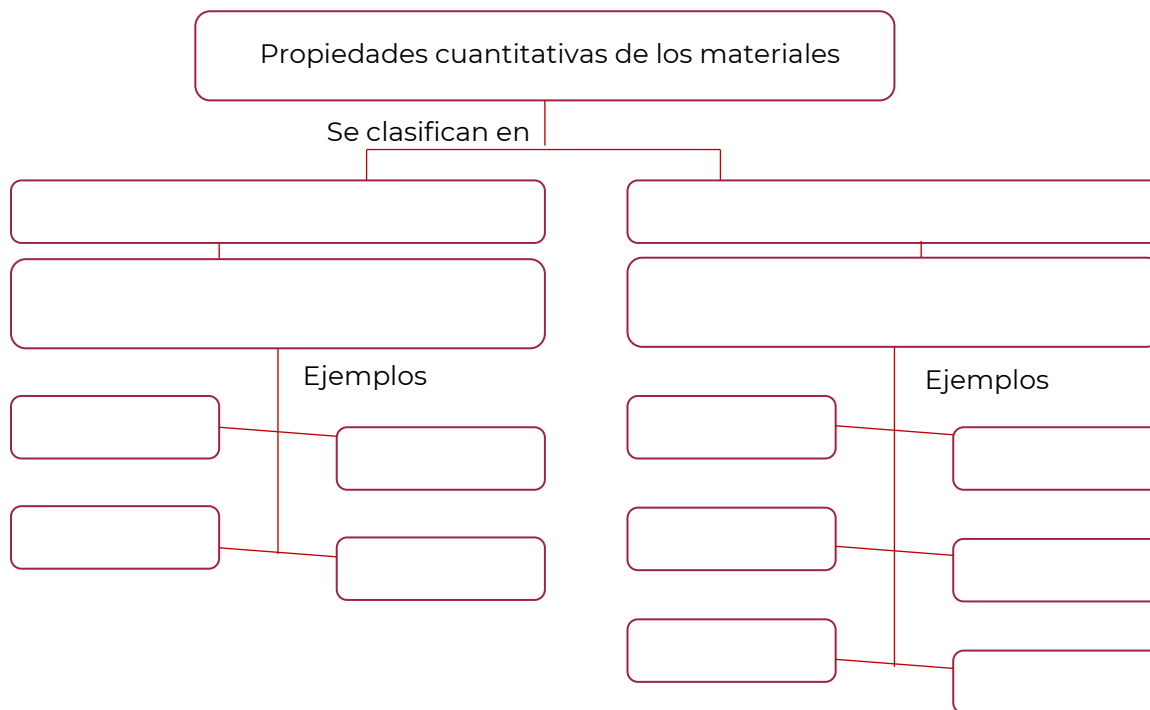 Propiedades cuantitativas de los materiales
Se clasifican en
Ejemplos
Ejemplos